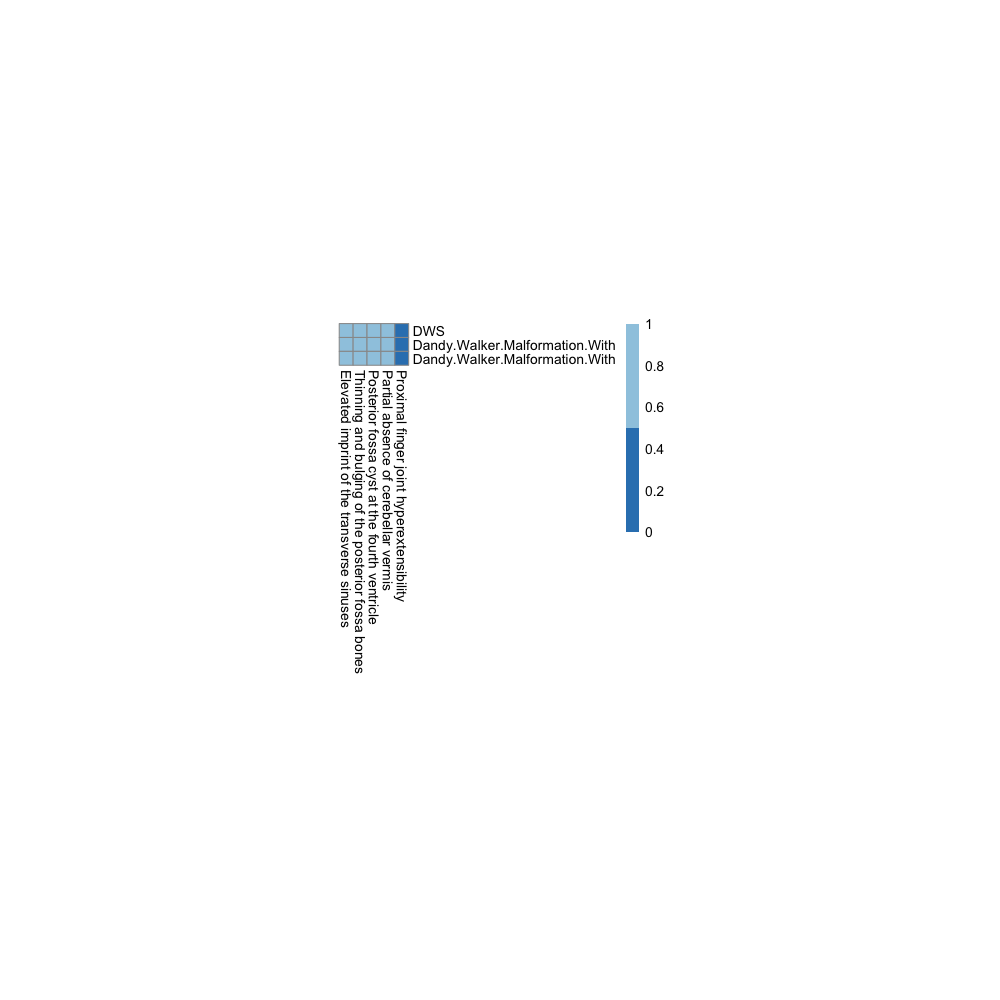 DWS
Dandy.Walker.Malformation.With
Dandy.Walker.Malformation.With
1
0.8
0.6
0.4
0.2
0
Elevated imprint of the transverse sinuses
Thinning and bulging of the posterior fossa bones
Posterior fossa cyst at the fourth ventricle
Partial absence of cerebellar vermis
Proximal finger joint hyperextensibility